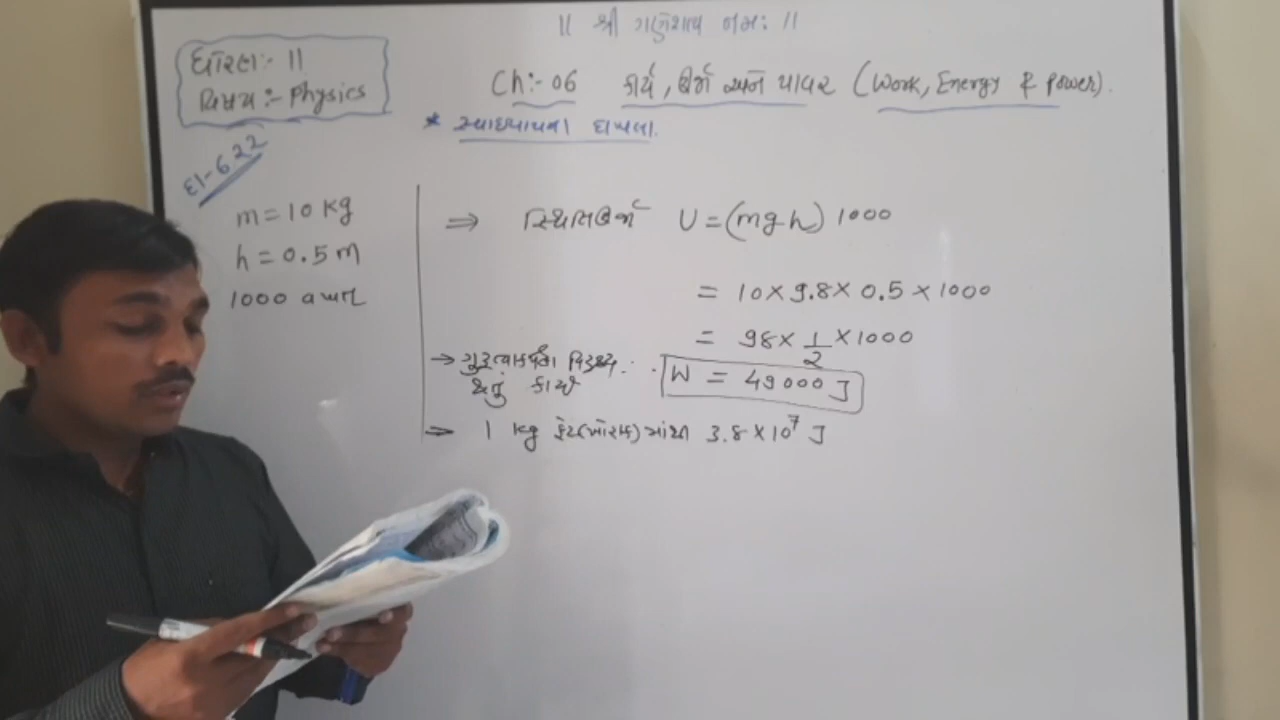 ॥ શ્રી ગણેશાય નમઃ ॥
ધોરણ:- 11
વિષય:- Physics
Ch:- 06 કાર્ય, ઊર્જા અને પાવર (Work, Energy & Power).
* સ્વાધ્યાયના દાખલા.
દા-6.22
m = 10 kg
h = 0.5 m
1000 વખત
⇒ સ્થિતિઊર્જા U = (mgh) 1000
= 10 × 9.8 × 0.5 × 1000
= 98 × 1/2 × 1000
→ ગુરુત્વાકર્ષણના વિરુધ્ધ થતું કાર્ય ∴ W = 49000 J
⇒ 1 kg ફેટ(ખોરાક)માંથી 3.8 × 10⁷ J